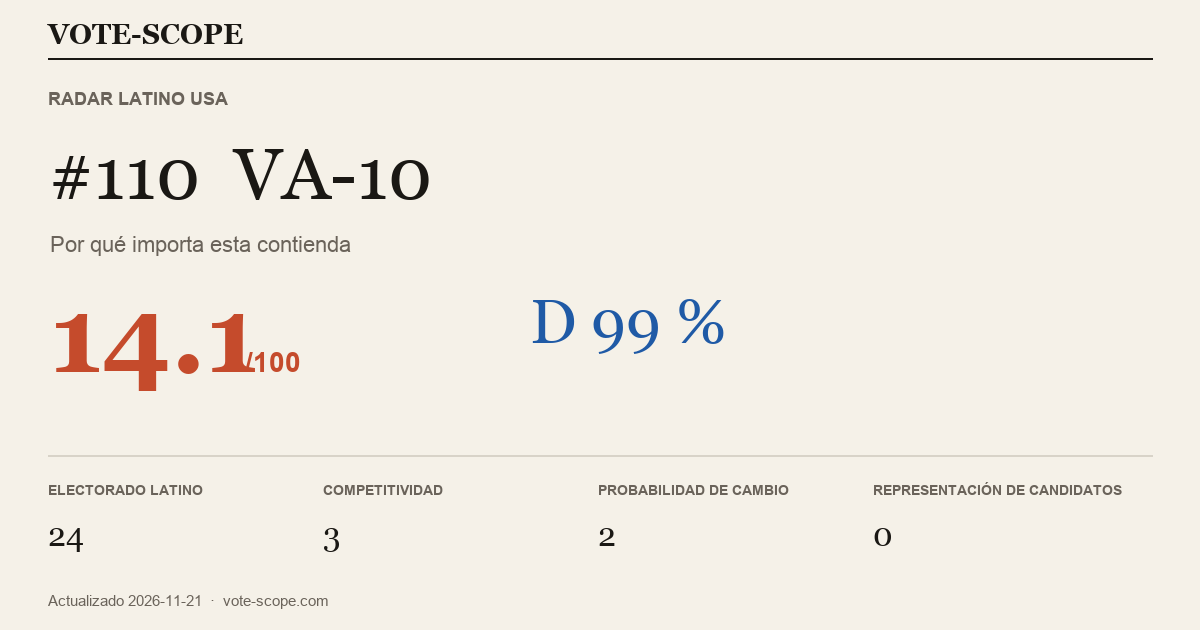 VOTE-SCOPE
RADAR LATINO USA
#110 VA-10
Por qué importa esta contienda
14.1/100
D 99 %
ELECTORADO LATINO
24
COMPETITIVIDAD
3
PROBABILIDAD DE CAMBIO
2
REPRESENTACIÓN DE CANDIDATOS
0
Actualizado 2026-11-21 · vote-scope.com